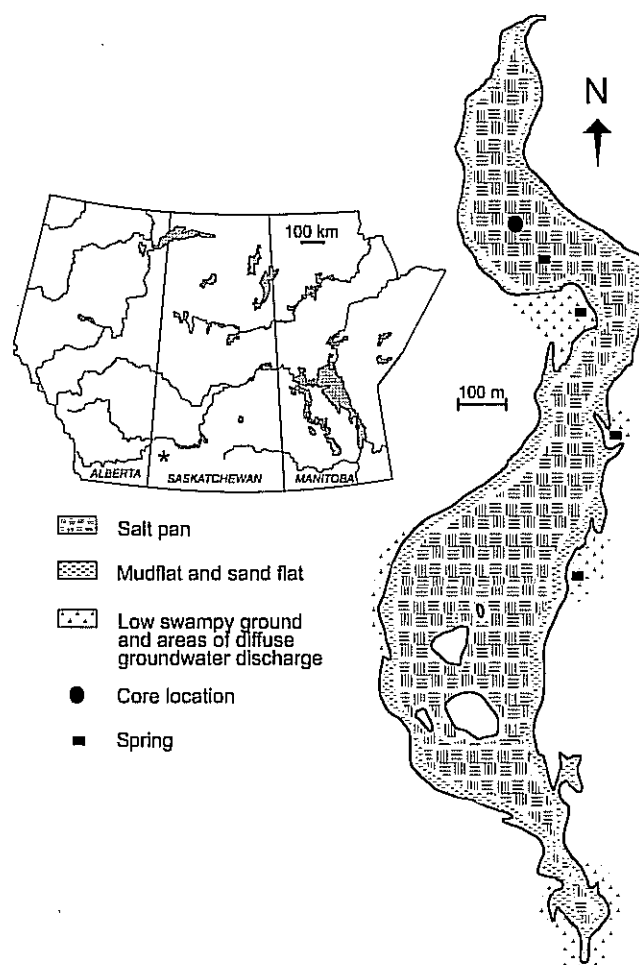 N
100 km
100 m
ALBERTA
SASKATCHEWAN
MANITOBA
*
Salt pan
Mudflat and sand flat
Low swampy ground
and areas of diffuse
groundwater discharge
Core location
Spring